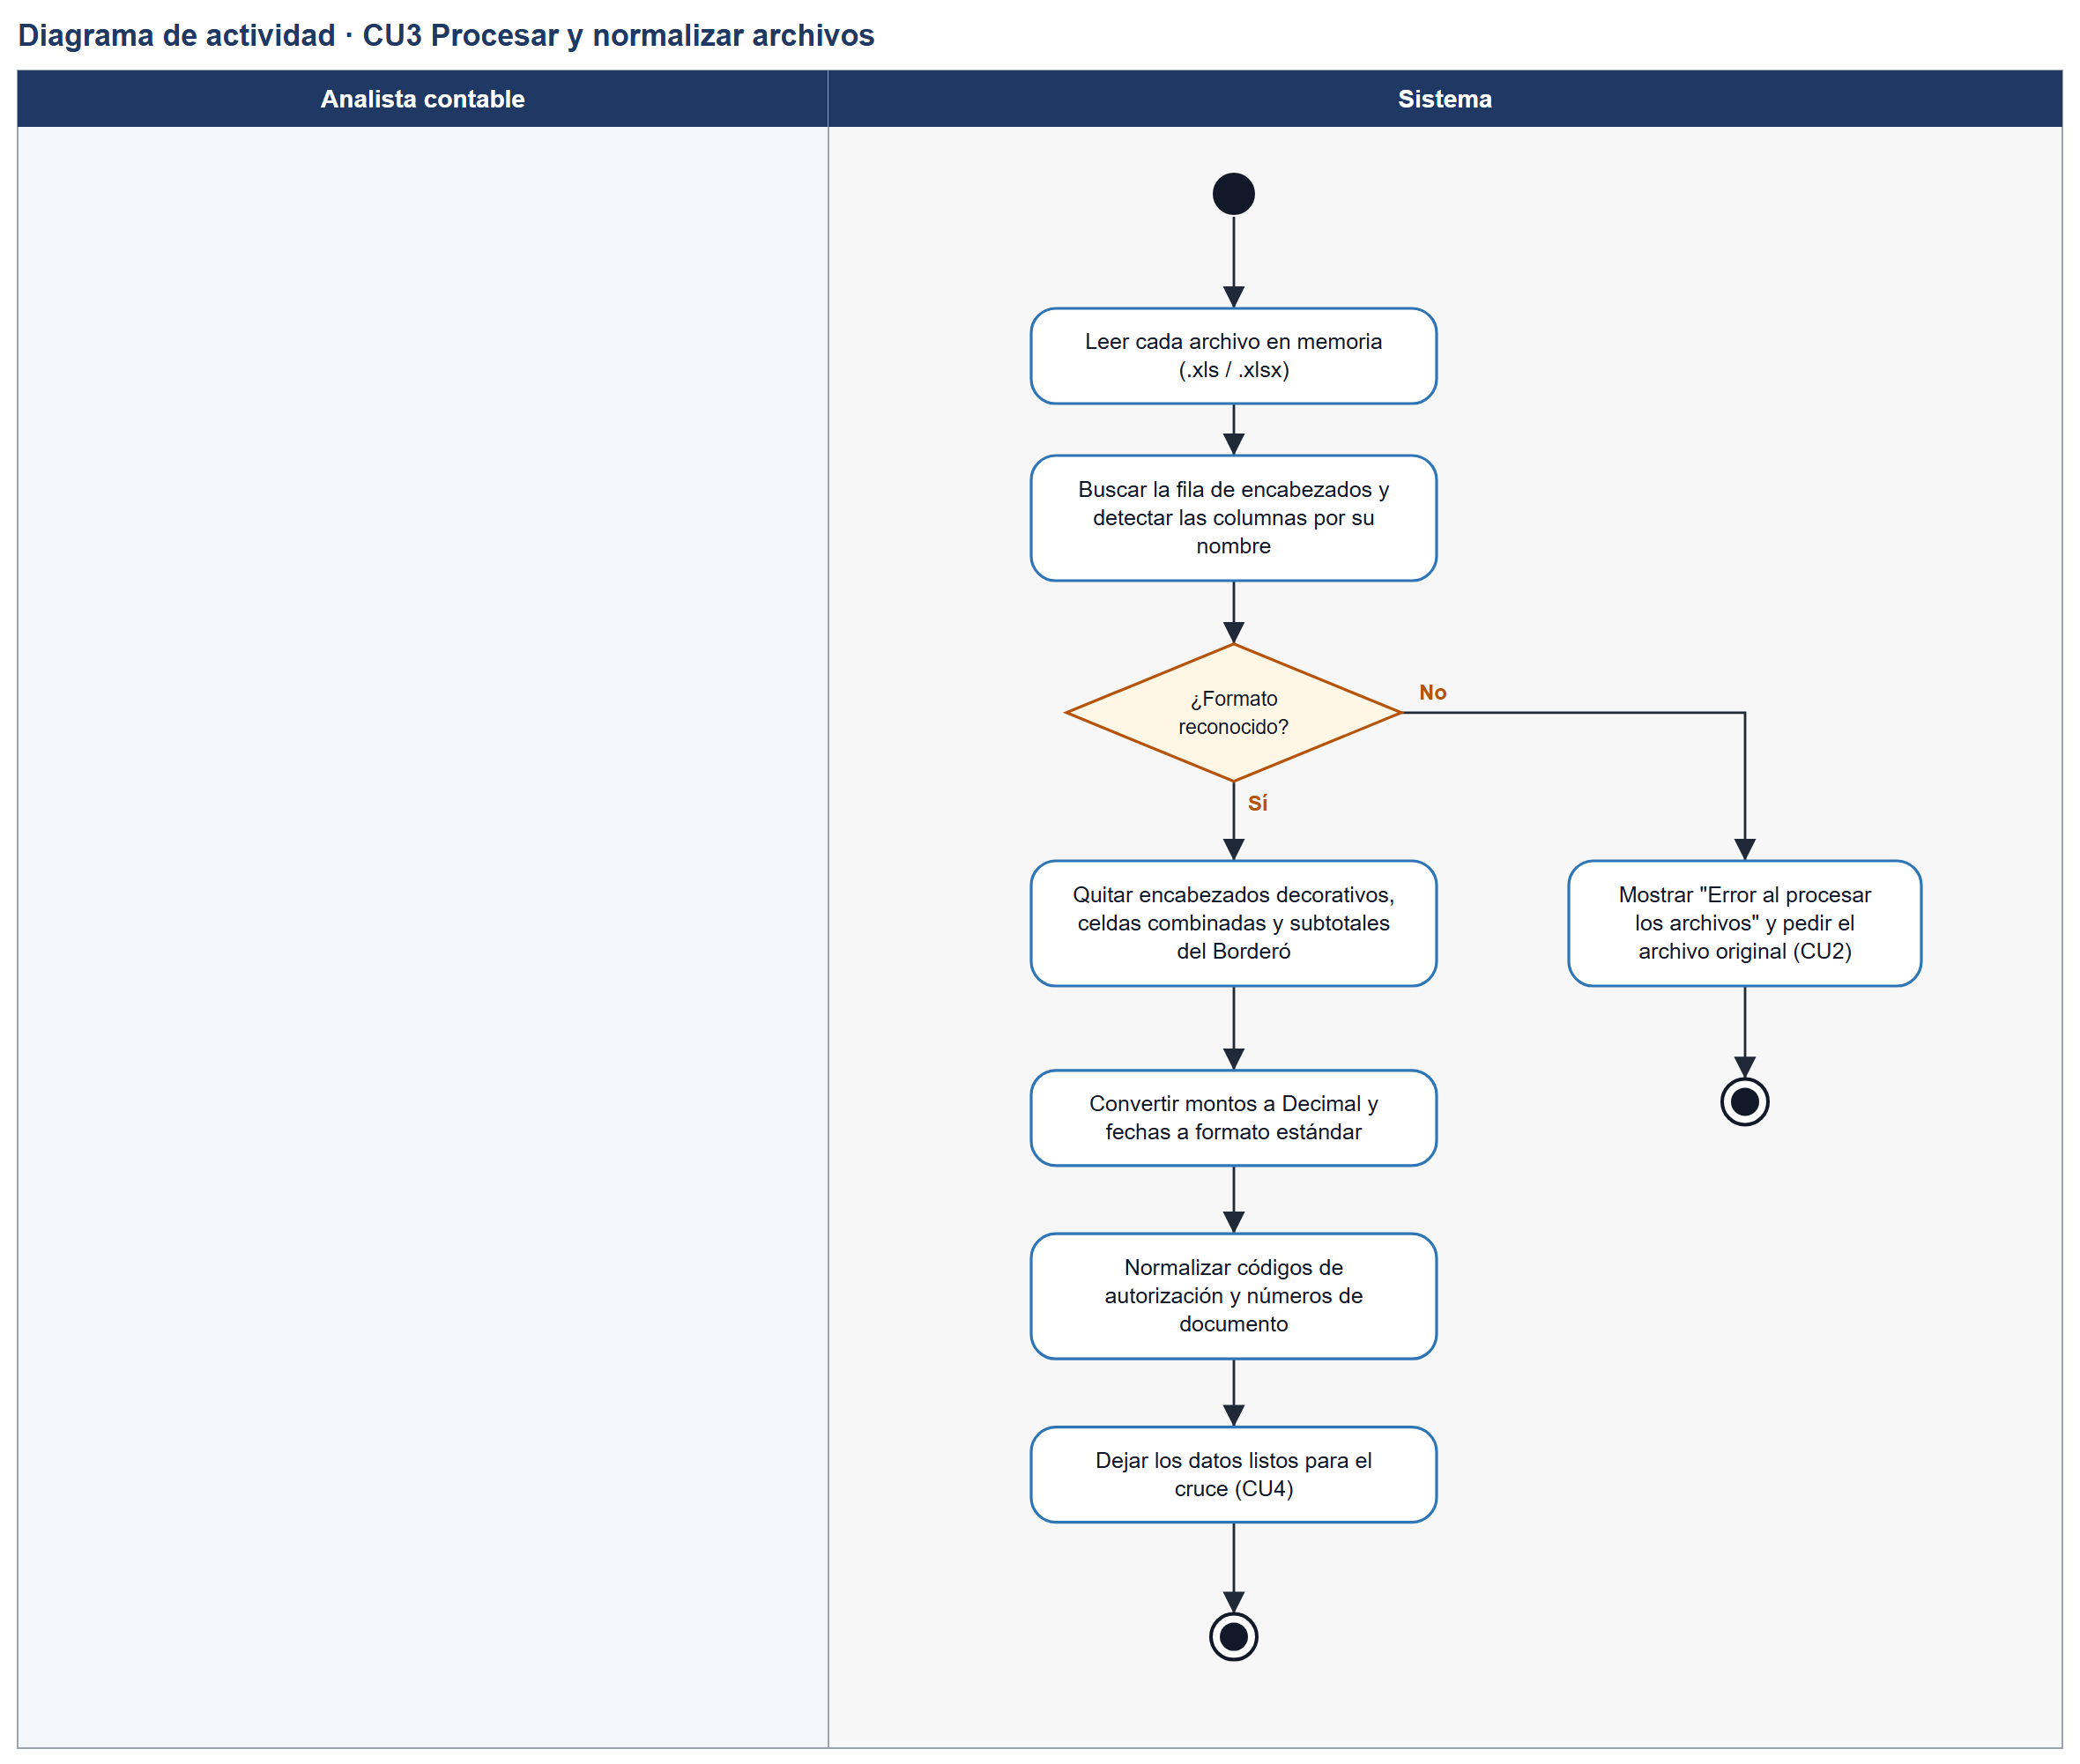 Diagrama de actividad · CU3 Procesar y normalizar archivos
Analista contable
Sistema
Leer cada archivo en memoria
(.xls / .xlsx)
Buscar la fila de encabezados y
detectar las columnas por su
nombre
¿Formato
reconocido?
No
Sí
Quitar encabezados decorativos,
celdas combinadas y subtotales
del Borderó
Mostrar "Error al procesar
los archivos" y pedir el
archivo original (CU2)
Convertir montos a Decimal y
fechas a formato estándar
Normalizar códigos de
autorización y números de
documento
Dejar los datos listos para el
cruce (CU4)